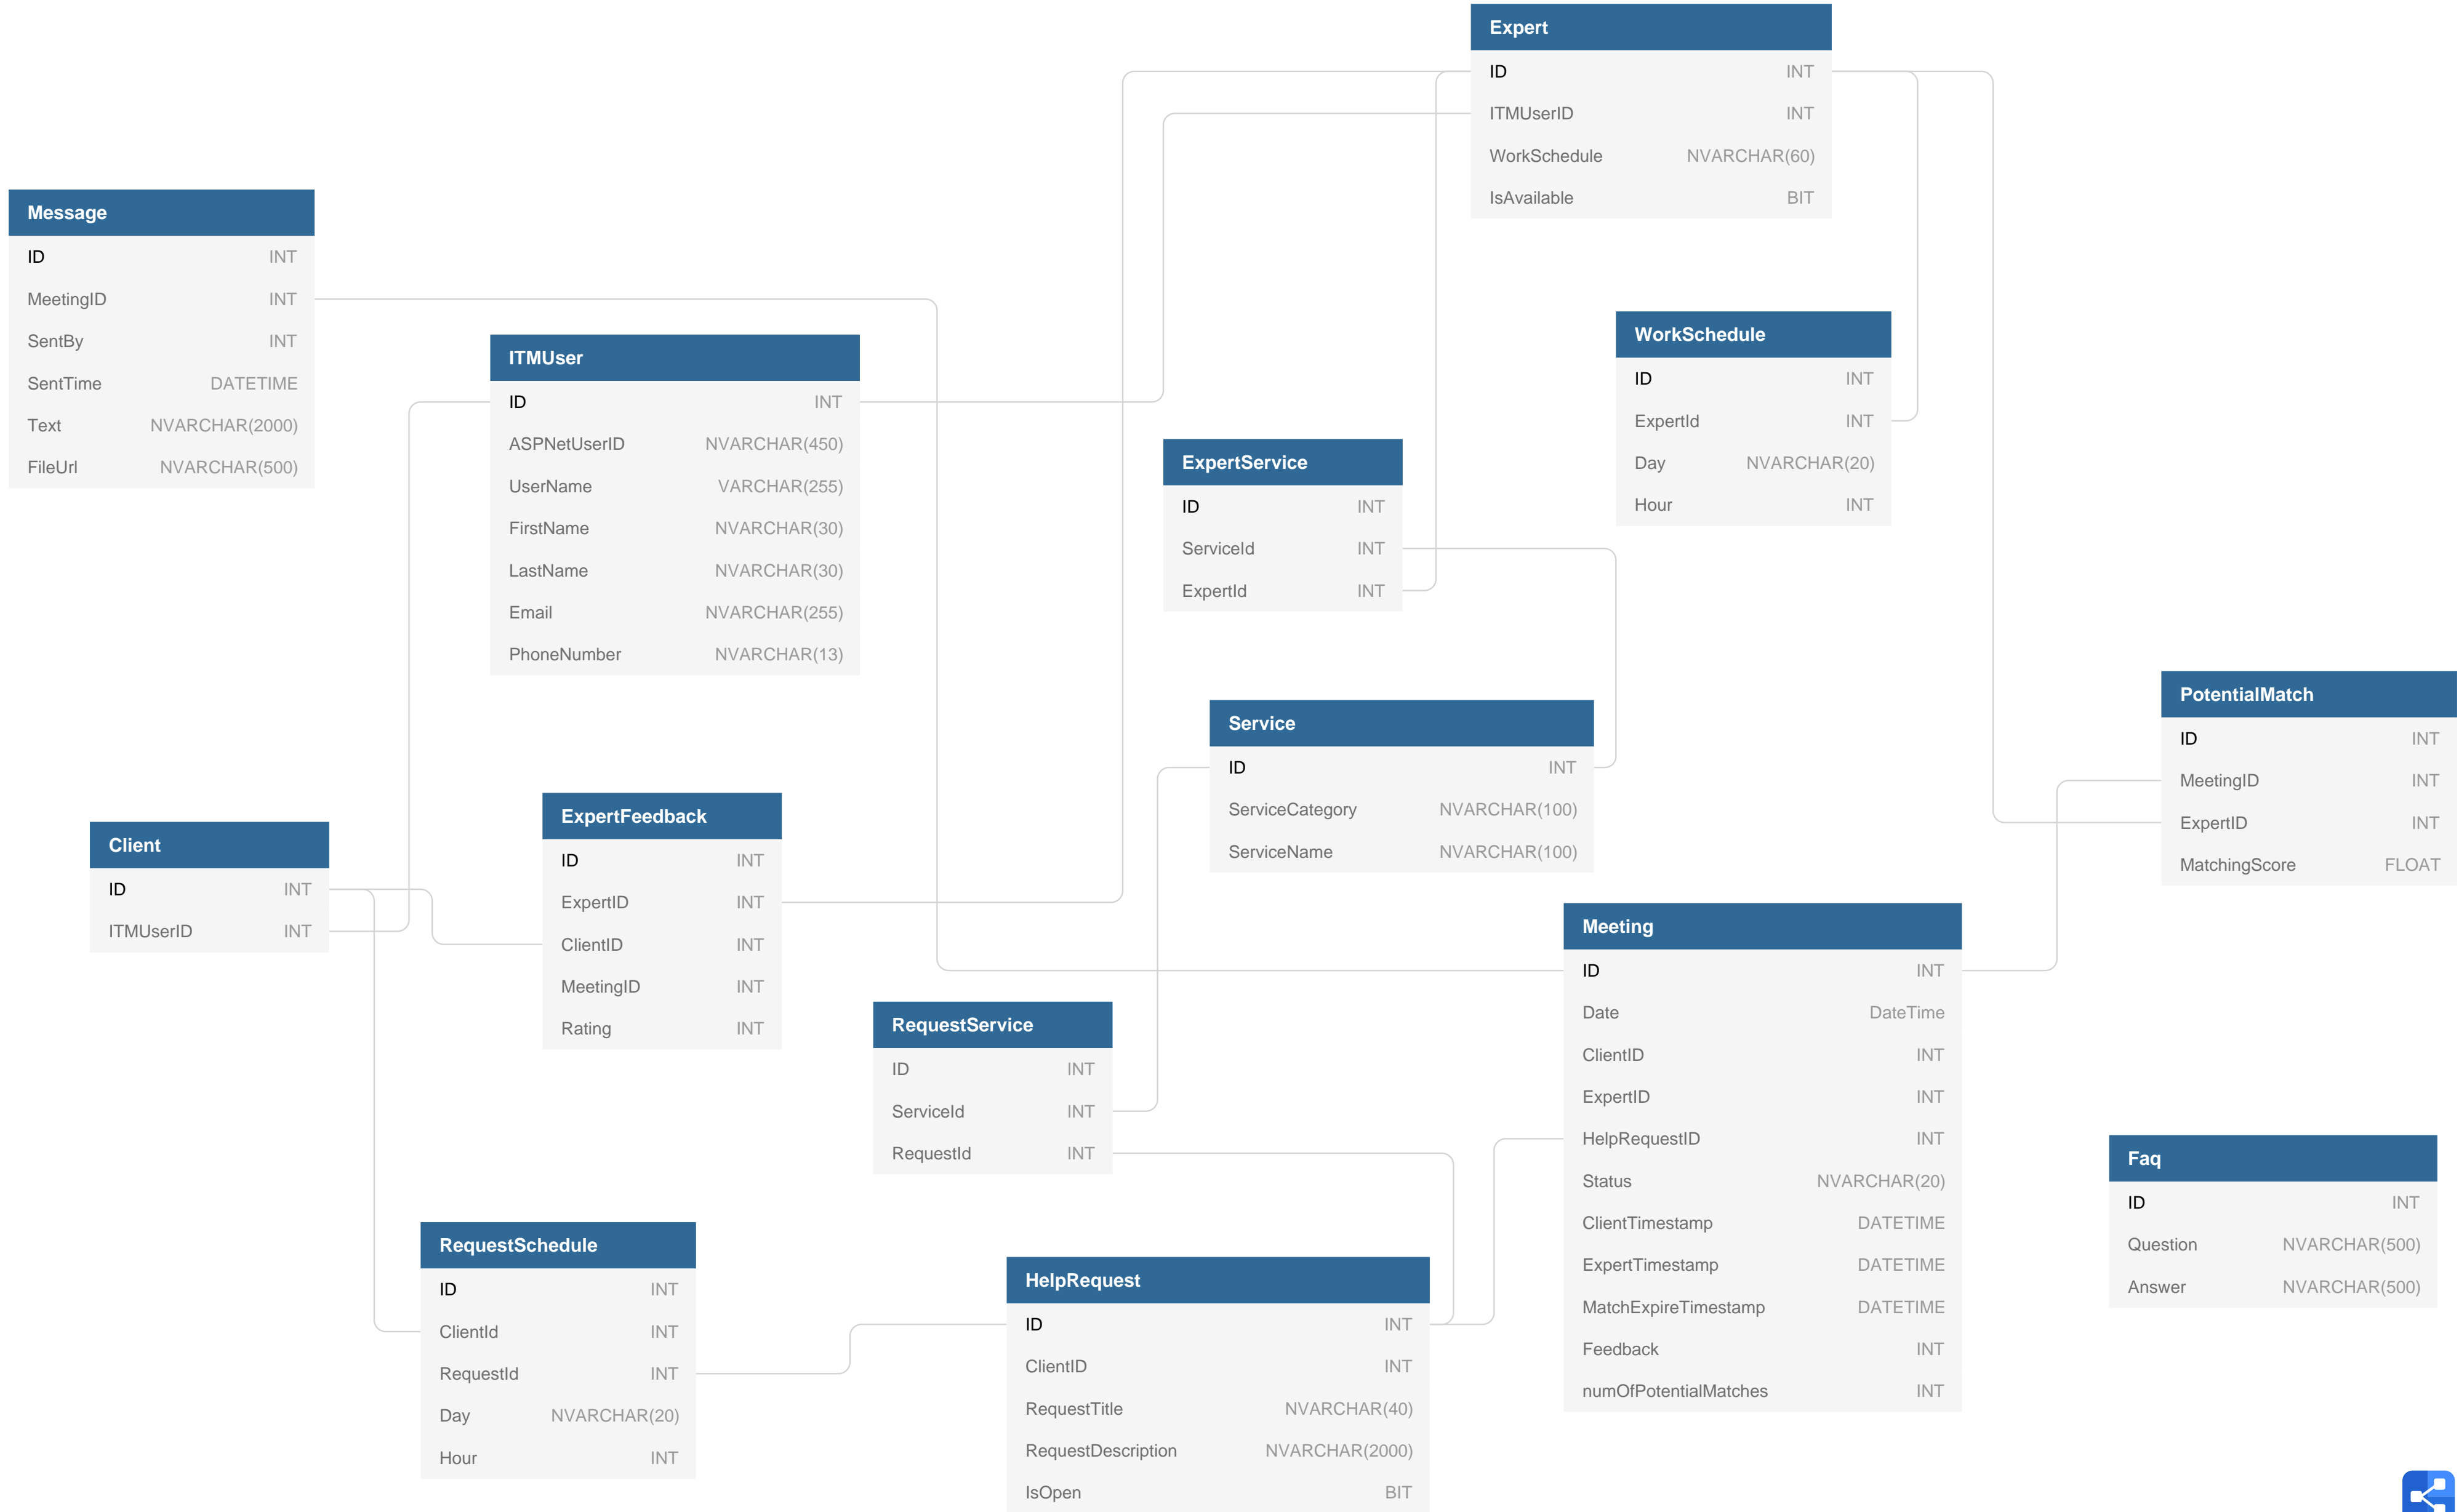 Expert
ID INT
ITMUserID INT
WorkSchedule NVARCHAR(60)
IsAvailable BIT
Message
ID INT
MeetingID INT
SentBy INT
SentTime DATETIME
Text NVARCHAR(2000)
FileUrl NVARCHAR(500)
ITMUser
ID INT
ASPNetUserID NVARCHAR(450)
UserName VARCHAR(255)
FirstName NVARCHAR(30)
LastName NVARCHAR(30)
Email NVARCHAR(255)
PhoneNumber NVARCHAR(13)
WorkSchedule
ID INT
ExpertId INT
Day NVARCHAR(20)
Hour INT
ExpertService
ID INT
ServiceId INT
ExpertId INT
Service
ID INT
ServiceCategory NVARCHAR(100)
ServiceName NVARCHAR(100)
PotentialMatch
ID INT
MeetingID INT
ExpertID INT
MatchingScore FLOAT
Client
ID INT
ITMUserID INT
ExpertFeedback
ID INT
ExpertID INT
ClientID INT
MeetingID INT
Rating INT
Meeting
ID INT
Date DateTime
ClientID INT
ExpertID INT
HelpRequestID INT
Status NVARCHAR(20)
ClientTimestamp DATETIME
ExpertTimestamp DATETIME
MatchExpireTimestamp DATETIME
Feedback INT
numOfPotentialMatches INT
RequestService
ID INT
ServiceId INT
RequestId INT
Faq
ID INT
Question NVARCHAR(500)
Answer NVARCHAR(500)
RequestSchedule
ID INT
ClientId INT
RequestId INT
Day NVARCHAR(20)
Hour INT
HelpRequest
ID INT
ClientID INT
RequestTitle NVARCHAR(40)
RequestDescription NVARCHAR(2000)
IsOpen BIT